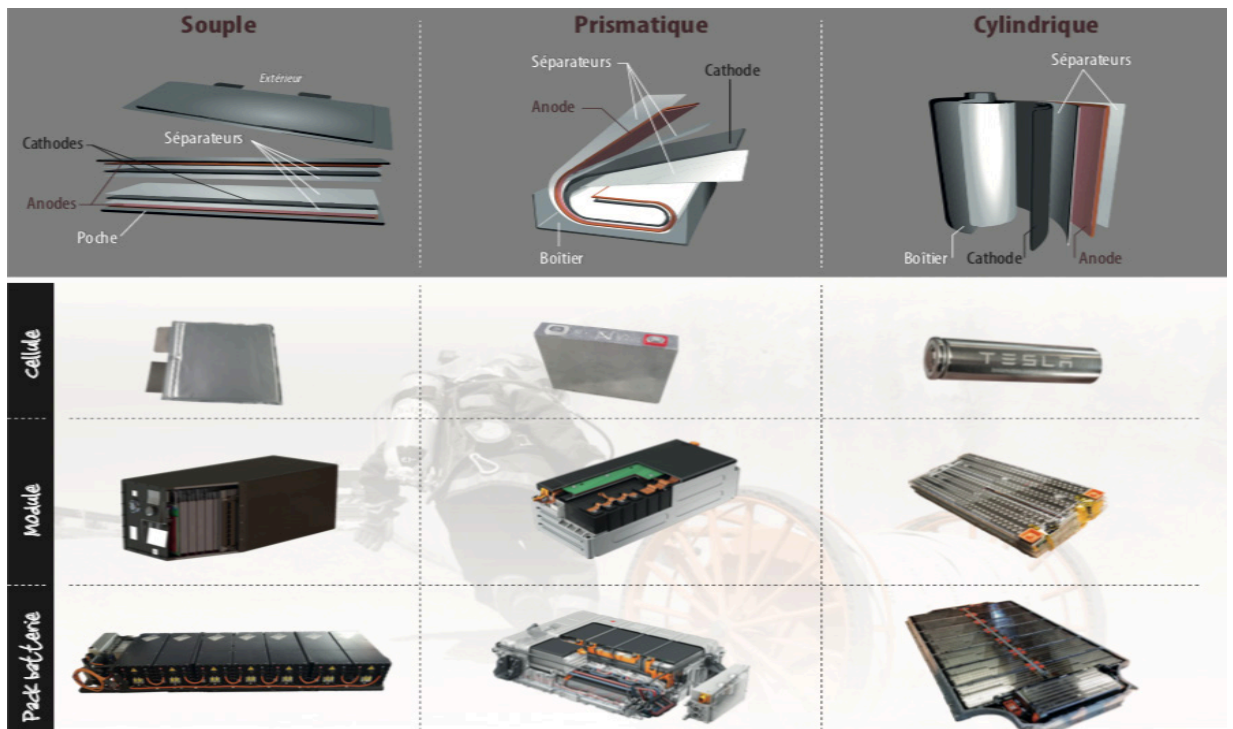 Souple
Prismatique
Cylindrique
Extérieur
Cathodes
Séparateurs
Anodes
Poche
Séparateurs
Cathode
Anode
Boîtier
Séparateurs
Boîtier
Cathode
Anode
Cellule
TESLA
Module
Pack batterie